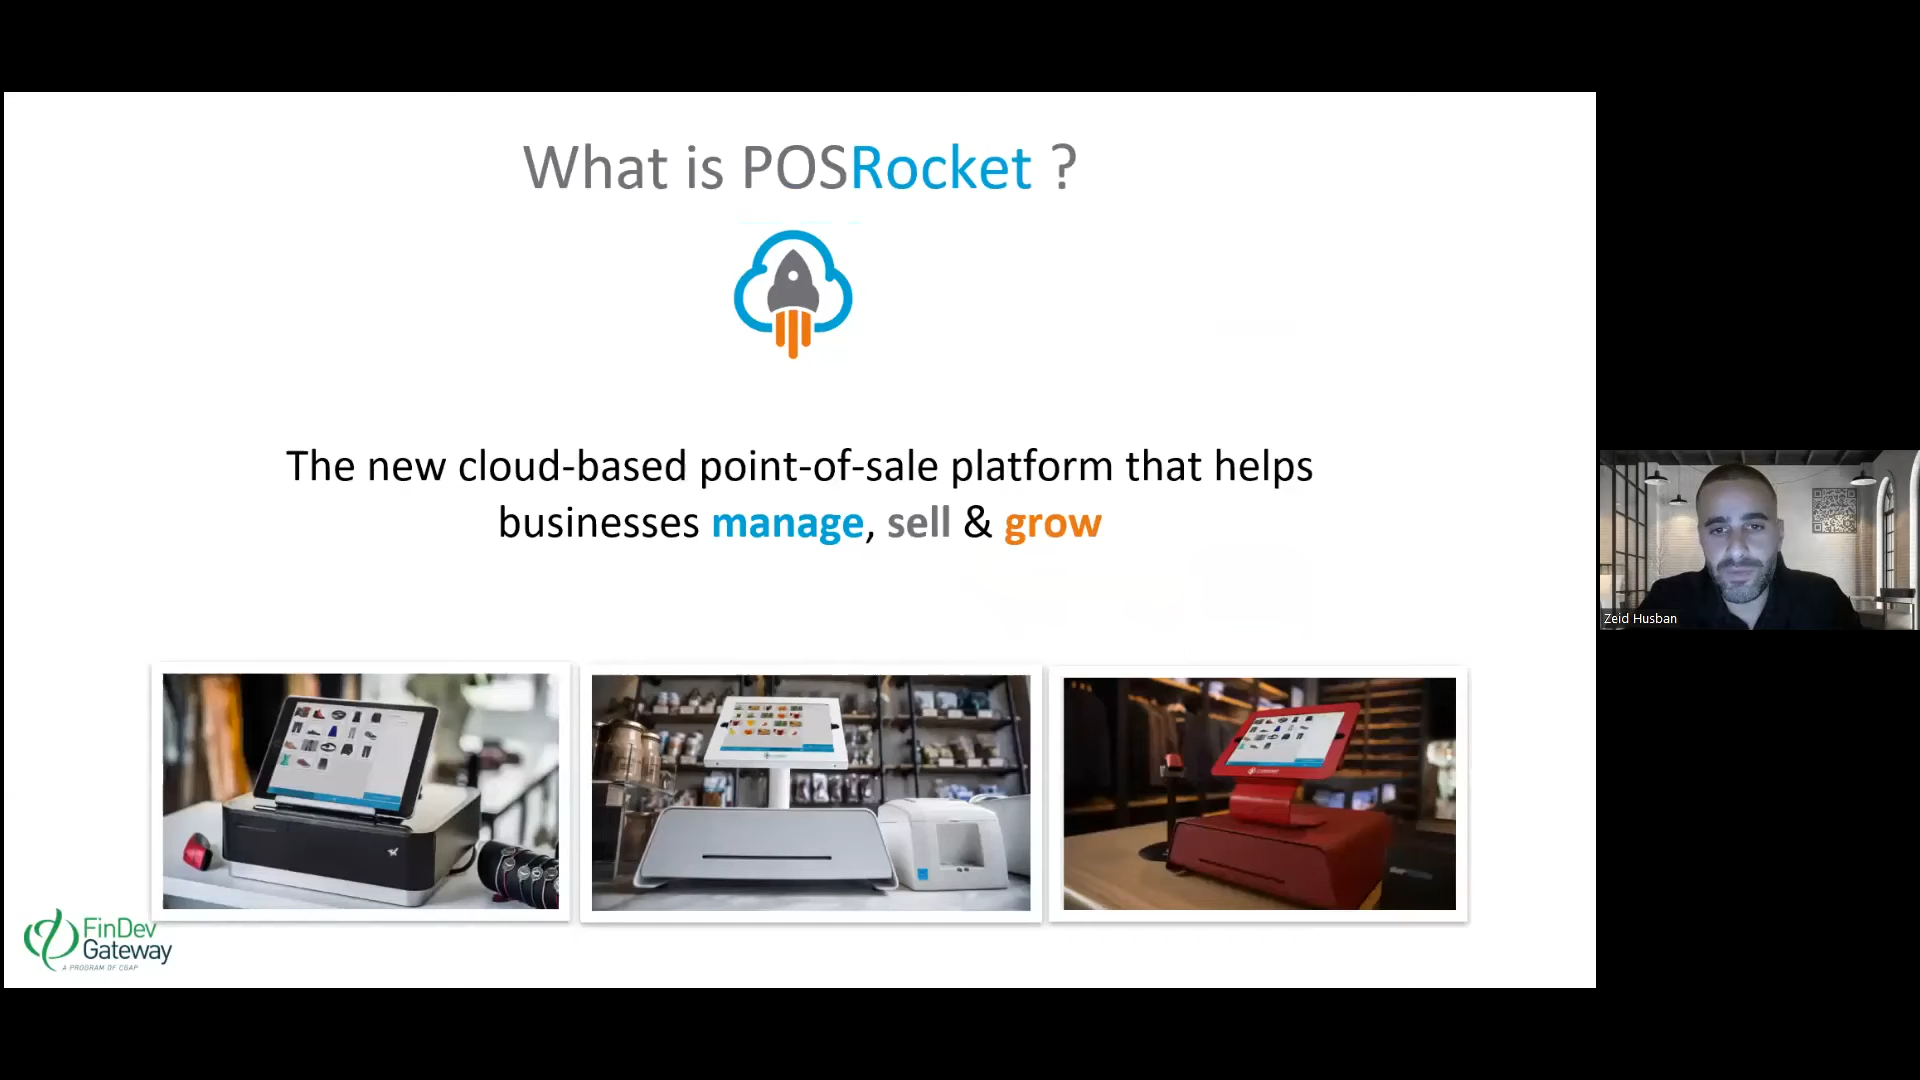 What is POSRocket ?
The new cloud-based point-of-sale platform that helps
businesses manage, sell & grow
Zeid Husban
FinDev
Gateway
A PROGRAM OF CGAP